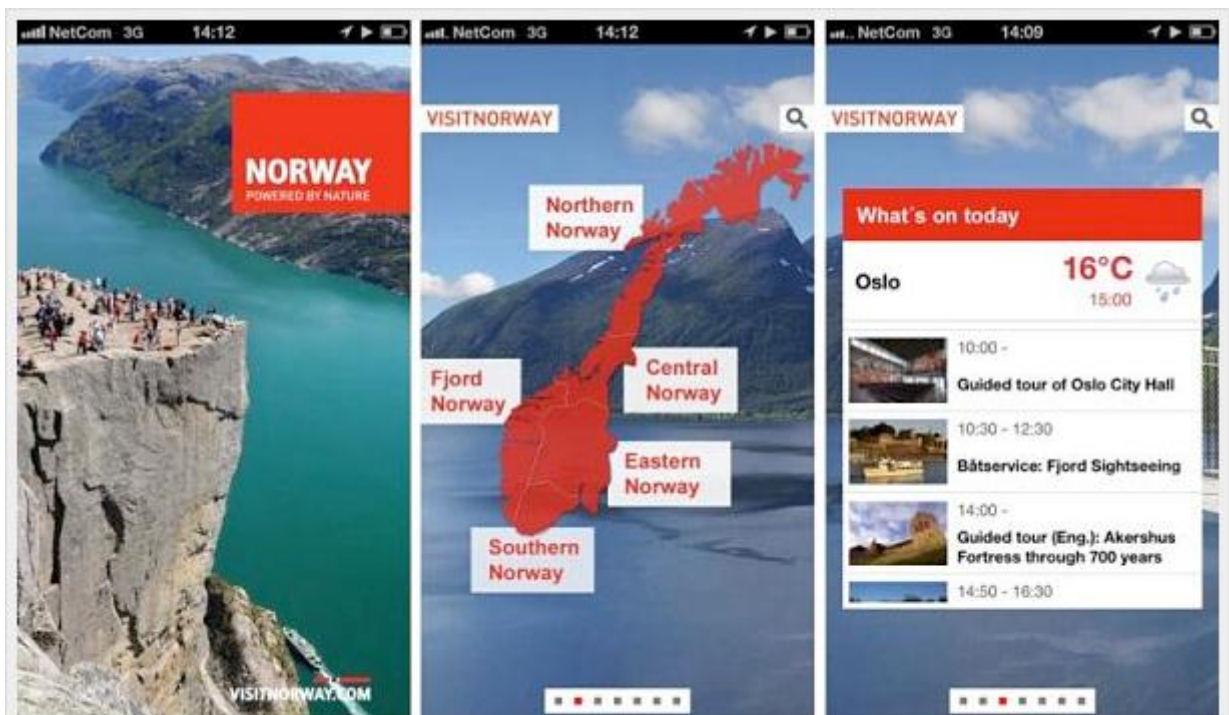 NetCom 3G 14:12
NORWAY
POWERED BY NATURE
VISITNORWAY.COM
NetCom 3G 14:12
VISITNORWAY
Northern
Norway
Fjord
Norway
Central
Norway
Eastern
Norway
Southern
Norway
NetCom 3G 14:09
VISITNORWAY
What´s on today
Oslo
16°C
15:00
10:00 -
Guided tour of Oslo City Hall
10:30 - 12:30
Båtservice: Fjord Sightseeing
14:00 -
Guided tour (Eng.): Akershus
Fortress through 700 years
14:50 - 16:30